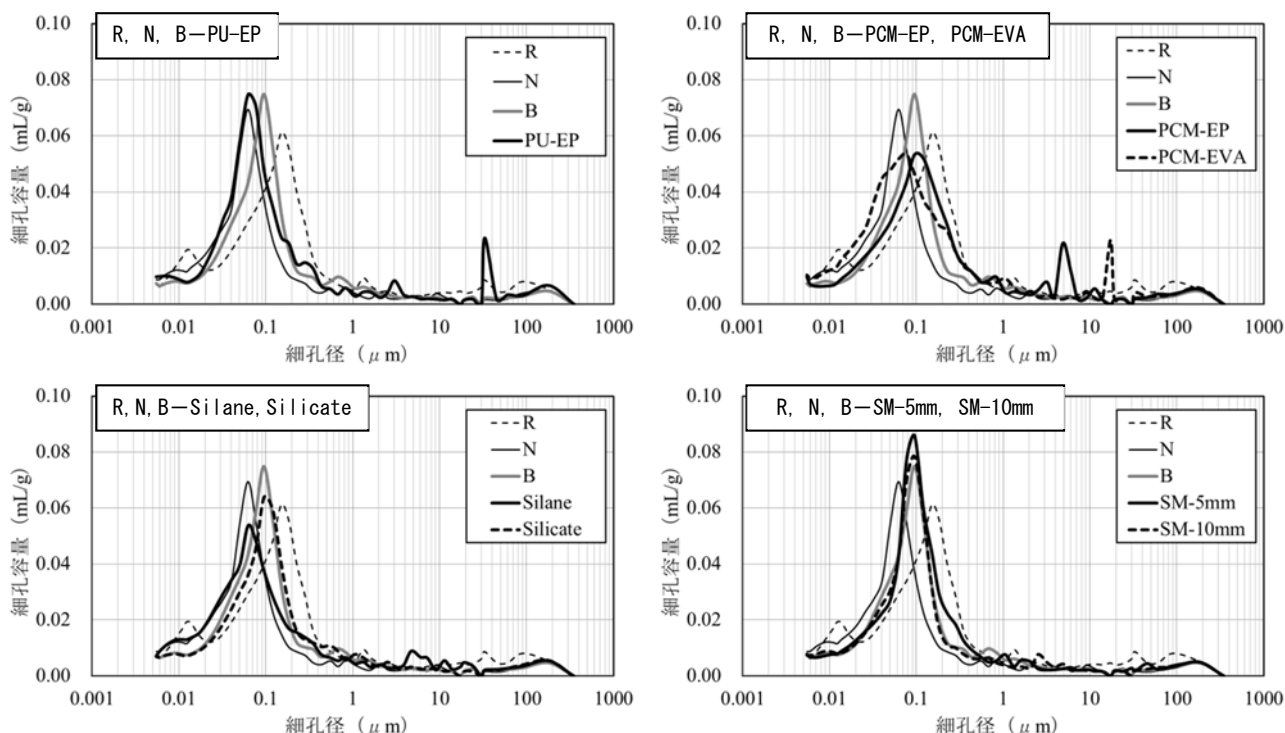 R, N, B－PU-EP
R
N
B
PU-EP
0.10
0.08
0.06
0.04
0.02
0.00
細孔容量 (mL/g)
0.001
0.01
0.1
1
10
100
1000
細孔径 (μm)
R, N, B－PCM-EP, PCM-EVA
R
N
B
PCM-EP
PCM-EVA
0.10
0.08
0.06
0.04
0.02
0.00
細孔容量 (mL/g)
0.001
0.01
0.1
1
10
100
1000
細孔径 (μm)
R,N,B－Silane,Silicate
R
N
B
Silane
Silicate
0.10
0.08
0.06
0.04
0.02
0.00
細孔容量 (mL/g)
0.001
0.01
0.1
1
10
100
1000
細孔径 (μm)
R, N, B－SM-5mm, SM-10mm
R
N
B
SM-5mm
SM-10mm
0.10
0.08
0.06
0.04
0.02
0.00
細孔容量 (mL/g)
0.001
0.01
0.1
1
10
100
1000
細孔径 (μm)